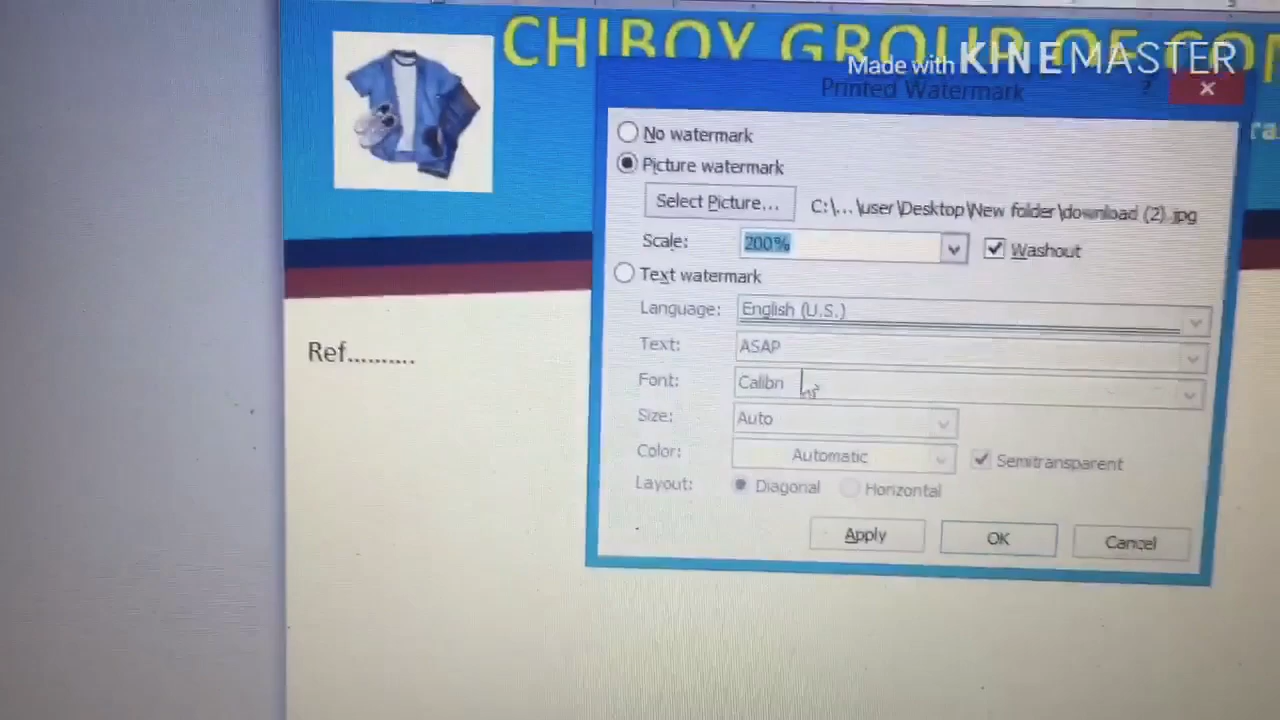 CHIBOY GROUP OF
Made with KINEMASTER
Printed Watermark
No watermark
Picture watermark
Select Picture... C:\...\user\Desktop\New folder\download (2).jpg
Scale: 200% Washout
Text watermark
Language: English (U.S.)
Text: ASAP
Ref..........
Font: Calibri
Size: Auto
Color: Automatic Semitransparent
Layout: Diagonal Horizontal
Apply OK Cancel